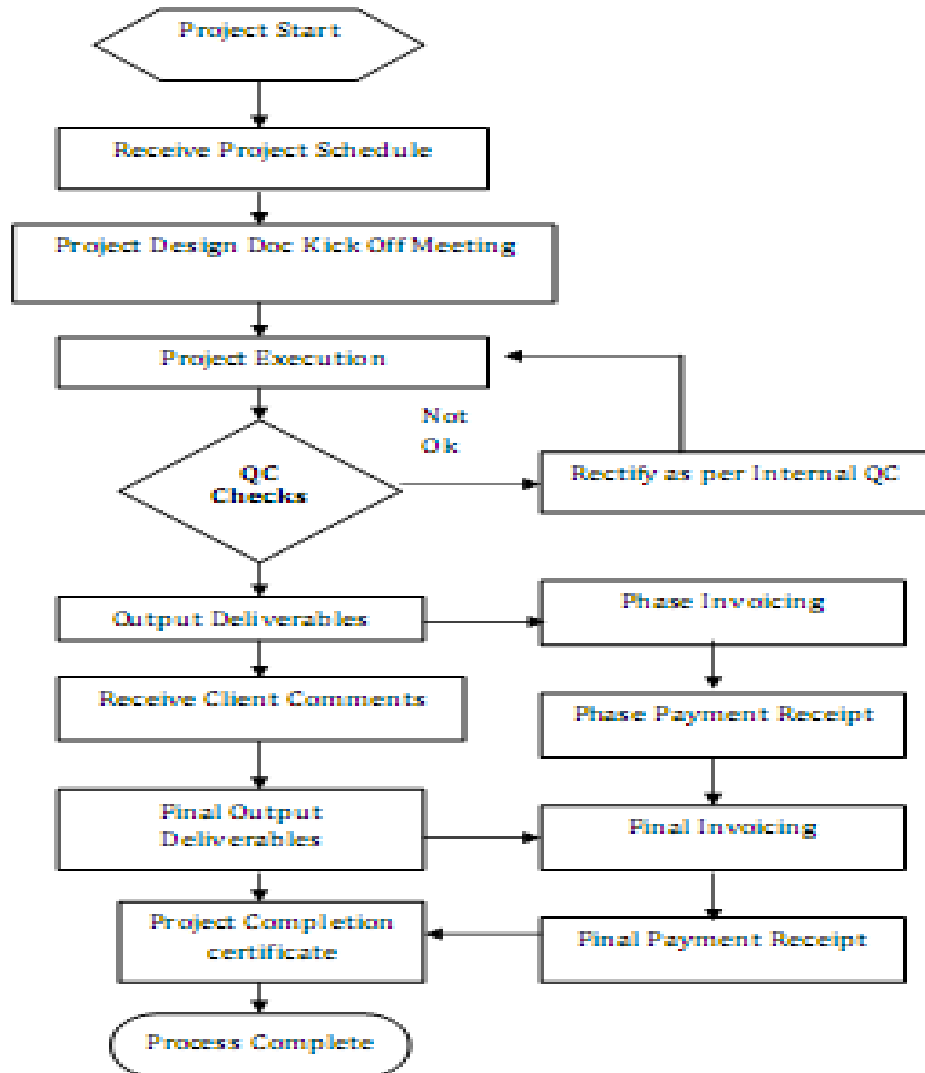 Project Start
Receive Project Schedule
Project Design Doc Kick Off Meeting
Project Execution
Not
Ok
QC
Checks
Rectify as per Internal QC
Output Deliverables
Phase Invoicing
Receive Client Comments
Phase Payment Receipt
Final Output
Deliverables
Final Invoicing
Project Completion
certificate
Final Payment Receipt
Process Complete